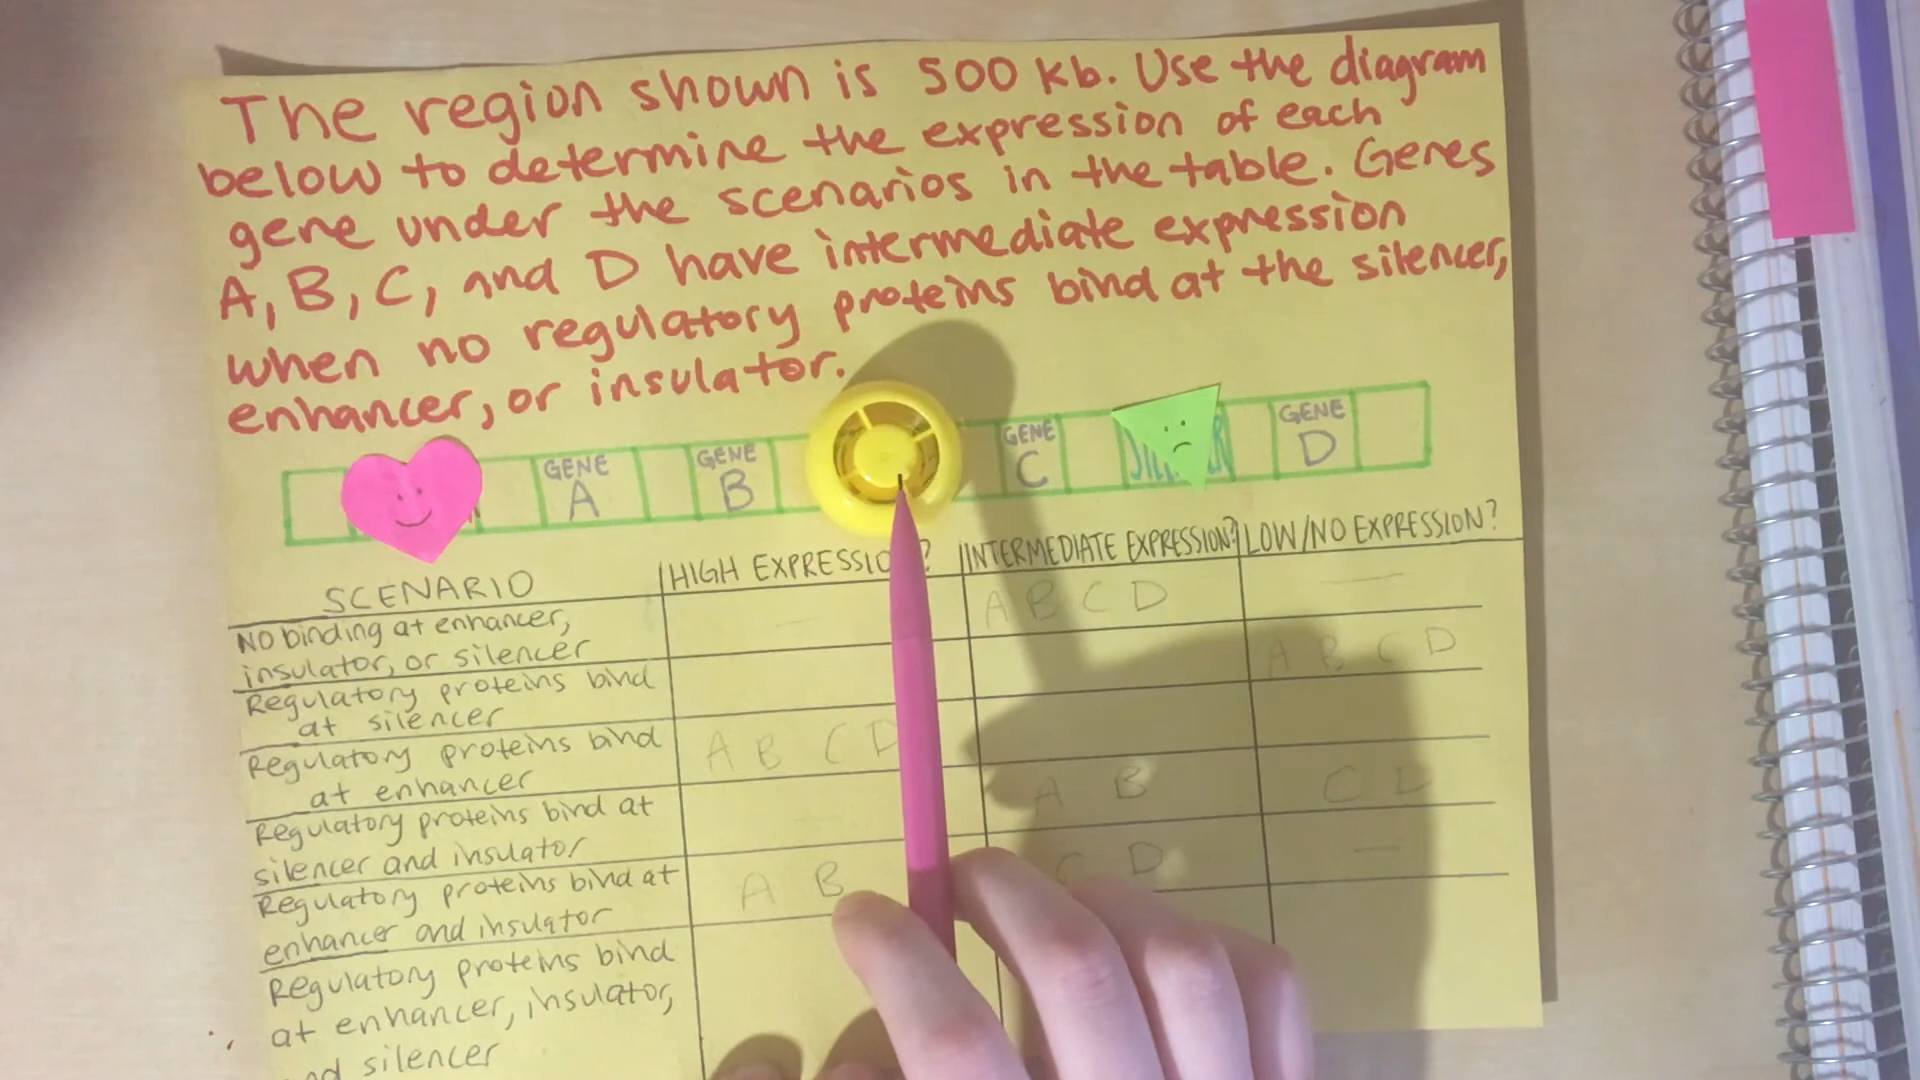 The region shown is 500 kb. Use the diagram
below to determine the expression of each
gene under the scenarios in the table. Genes
A, B, C, and D have intermediate expression
when no regulatory proteins bind at the silencer,
enhancer, or insulator.
GENE A
GENE B
GENE C
GENE D
SCENARIO
HIGH EXPRESSION?
INTERMEDIATE EXPRESSION?
LOW/NO EXPRESSION?
NO binding at enhancer,
insulator, or silencer
A B C D
Regulatory proteins bind
at silencer
A B C D
Regulatory proteins bind
at enhancer
A B C D
Regulatory proteins bind at
silencer and insulator
A B
C D
Regulatory proteins bind at
enhancer and insulator
A B
C D
Regulatory proteins bind
at enhancer, insulator,
and silencer